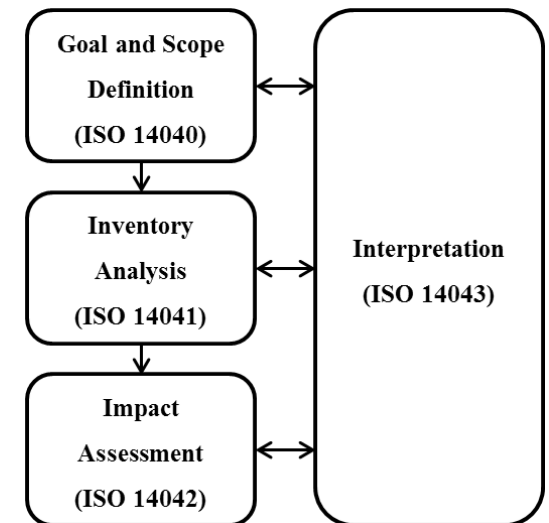 Goal and Scope
Definition
(ISO 14040)
Inventory
Analysis
(ISO 14041)
Impact
Assessment
(ISO 14042)
Interpretation
(ISO 14043)